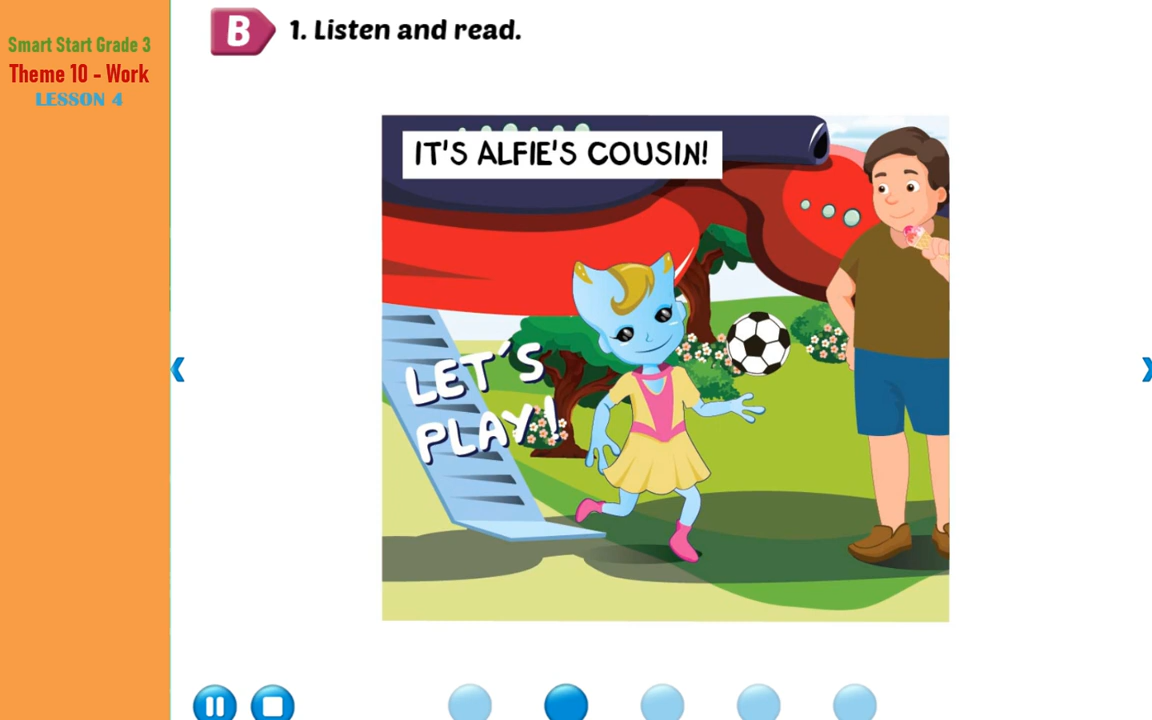 Smart Start Grade 3
Theme 10 - Work
LESSON 4
B 1. Listen and read.
IT'S ALFIE'S COUSIN!
LET'S
PLAY!